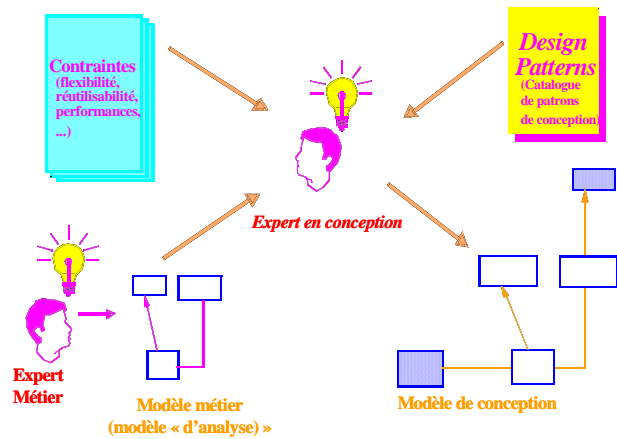 Contraintes
(flexibilité,
réutilisabilité,
performances,
...)
Design
Patterns
(Catalogue
de patrons
de conception)
Expert en conception
Expert
Métier
Modèle métier
(modèle « d'analyse) »
Modèle de conception